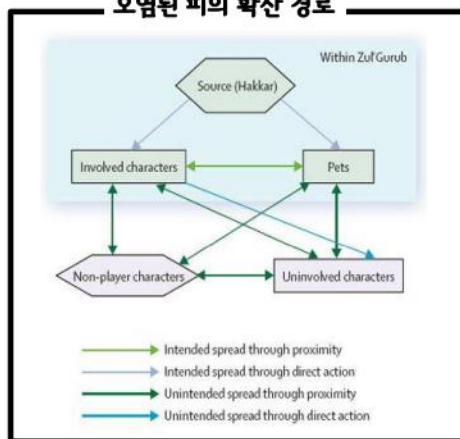 오염된 피의 확산 경로
Within Zul'Gurub
Source (Hakkar)
Involved characters
Pets
Non-player characters
Uninvolved characters
Intended spread through proximity
Intended spread through direct action
Unintended spread through proximity
Unintended spread through direct action